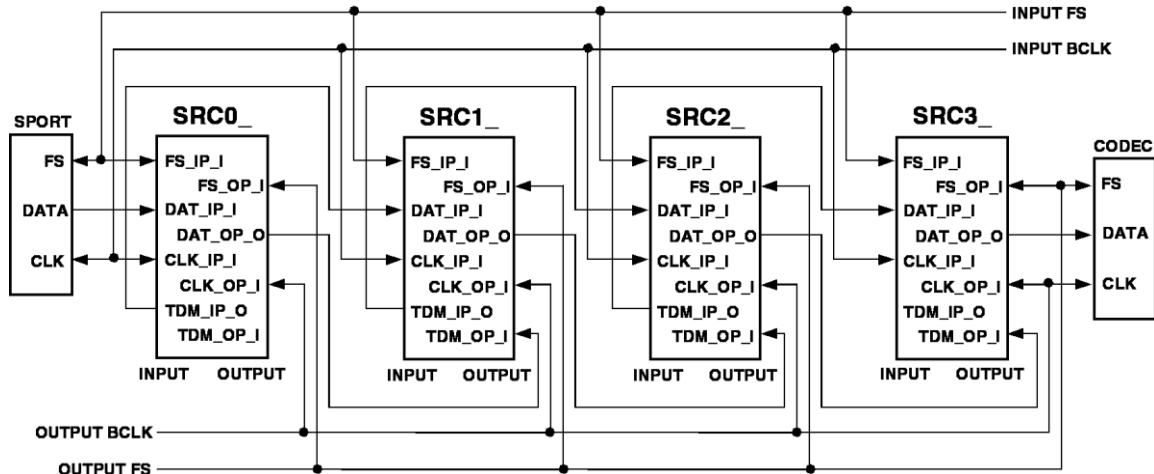 INPUT FS
INPUT BCLK
SPORT
FS
DATA
CLK
SRC0_
FS_IP_I
FS_OP_I
DAT_IP_I
DAT_OP_O
CLK_IP_I
CLK_OP_I
TDM_IP_O
TDM_OP_I
INPUT OUTPUT
SRC1_
FS_IP_I
FS_OP_I
DAT_IP_I
DAT_OP_O
CLK_IP_I
CLK_OP_I
TDM_IP_O
TDM_OP_I
INPUT OUTPUT
SRC2_
FS_IP_I
FS_OP_I
DAT_IP_I
DAT_OP_O
CLK_IP_I
CLK_OP_I
TDM_IP_O
TDM_OP_I
INPUT OUTPUT
SRC3_
FS_IP_I
FS_OP_I
DAT_IP_I
DAT_OP_O
CLK_IP_I
CLK_OP_I
TDM_IP_O
TDM_OP_I
INPUT OUTPUT
CODEC
FS
DATA
CLK
OUTPUT BCLK
OUTPUT FS